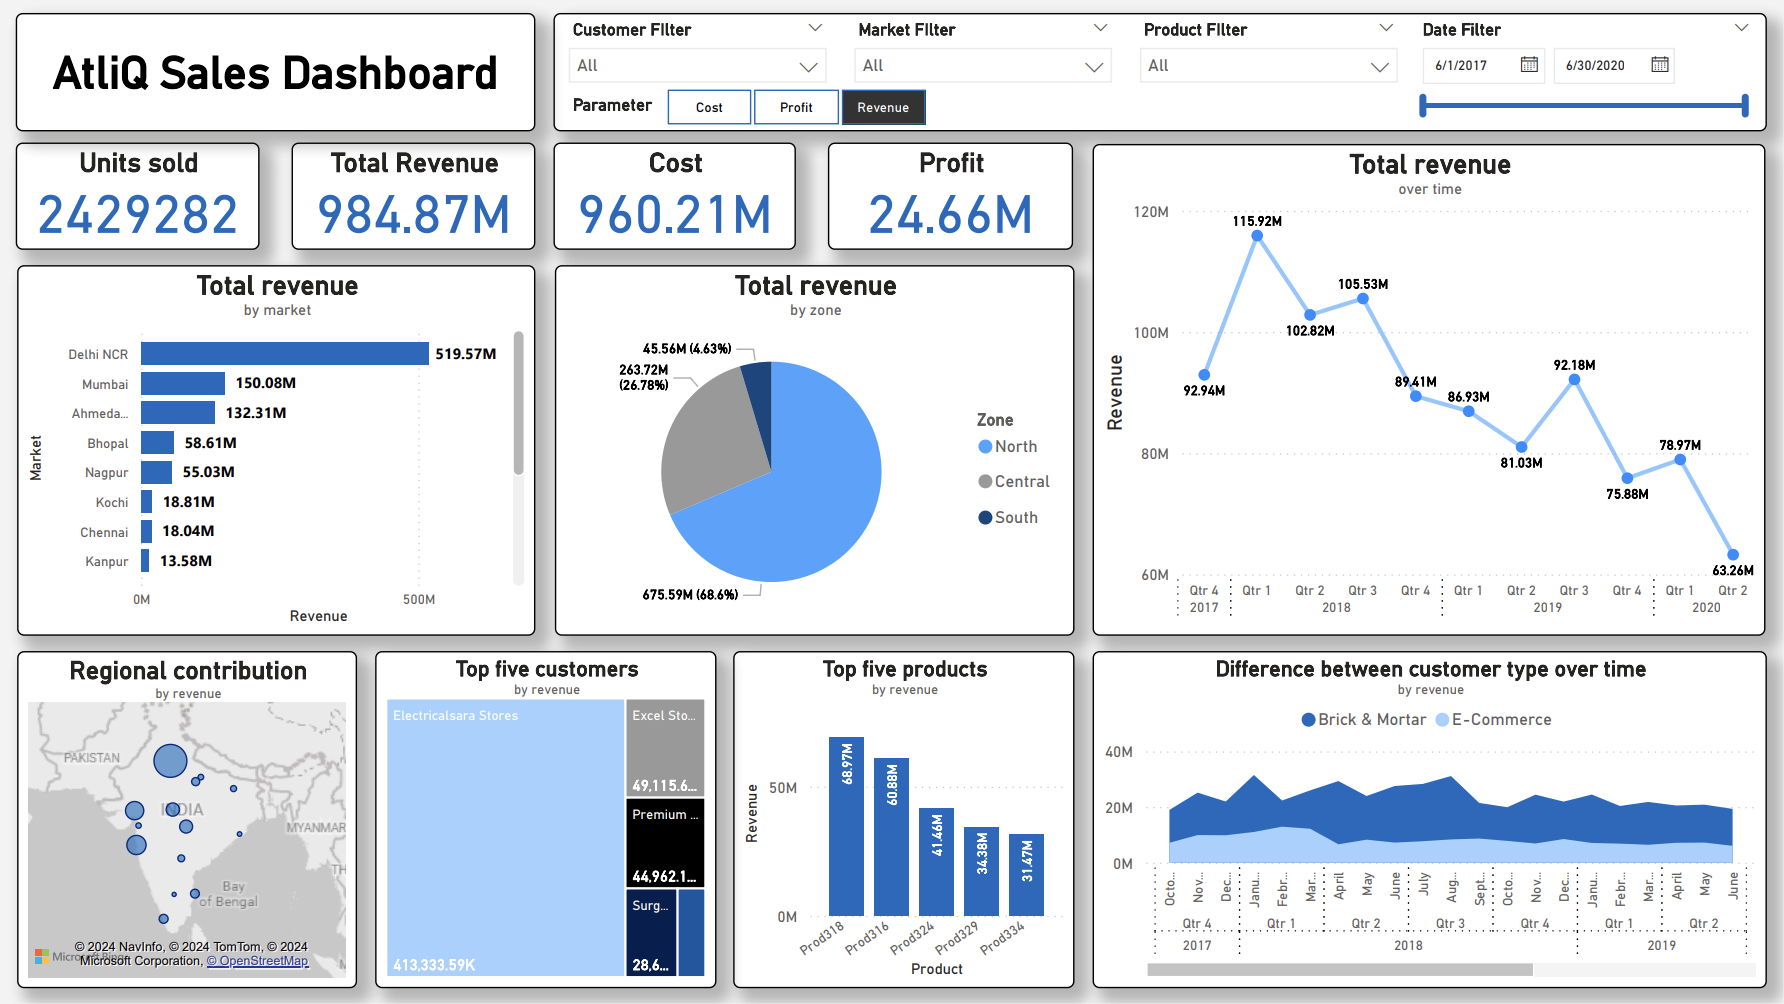 AtliQ Sales Dashboard
Customer FIlter
Market FIlter
Product FIlter
Date Filter
All
All
All
6/1/2017
6/30/2020
Parameter
Cost
Profit
Revenue
Units sold
2429282
Total Revenue
984.87M
Cost
960.21M
Profit
24.66M
Total revenue
by market
Market
Delhi NCR
519.57M
Mumbai
150.08M
Ahmeda...
132.31M
Bhopal
58.61M
Nagpur
55.03M
Kochi
18.81M
Chennai
18.04M
Kanpur
13.58M
0M
500M
Revenue
Total revenue
by zone
45.56M (4.63%)
263.72M
(26.78%)
675.59M (68.6%)
Zone
North
Central
South
Total revenue
over time
Revenue
120M
100M
80M
60M
92.94M
115.92M
102.82M
105.53M
89.41M
86.93M
81.03M
92.18M
75.88M
78.97M
63.26M
Qtr 4
Qtr 1
Qtr 2
Qtr 3
Qtr 4
Qtr 1
Qtr 2
Qtr 3
Qtr 4
Qtr 1
Qtr 2
2017
2018
2019
2020
Regional contribution
by revenue
PAKISTAN
INDIA
MYANMAR
TH
Bay
of Bengal
M
Microsoft Bing
© 2024 NavInfo, © 2024 TomTom, © 2024
Microsoft Corporation, © OpenStreetMap
Top five customers
by revenue
Electricalsara Stores
413,333.59K
Excel Sto...
49,115.6...
Premium ...
44,962.1...
Surg...
28,6...
Top five products
by revenue
Revenue
50M
0M
68.97M
60.88M
41.46M
34.38M
31.47M
Prod318
Prod316
Prod324
Prod329
Prod334
Product
Difference between customer type over time
by revenue
Brick & Mortar
E-Commerce
40M
20M
0M
Octo...
Nov...
Dec...
Janu...
Febr...
Mar...
April
May
June
July
Aug...
Sept...
Octo...
Nov...
Dec...
Janu...
Febr...
Mar...
April
May
June
Qtr 4
Qtr 1
Qtr 2
Qtr 3
Qtr 4
Qtr 1
Qtr 2
2017
2018
2019